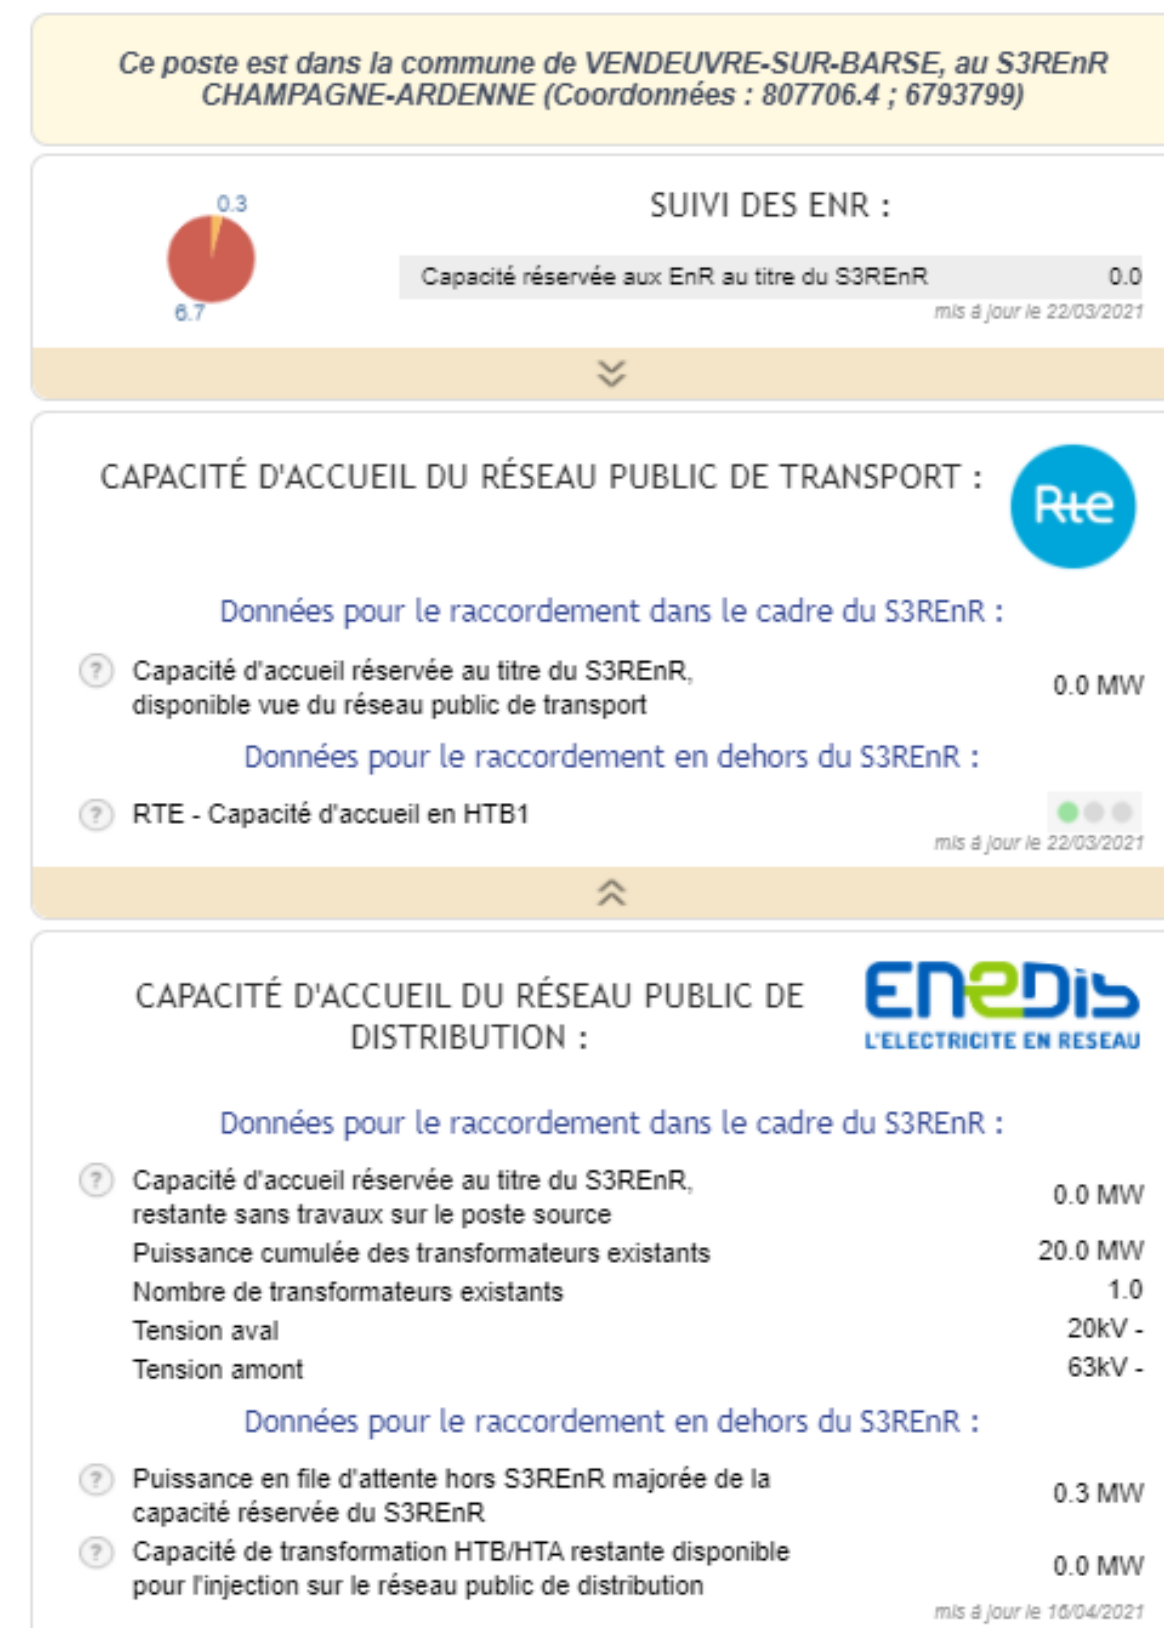 Ce poste est dans la commune de VENDEUVRE-SUR-BARSE, au S3REnR
CHAMPAGNE-ARDENNE (Coordonnées : 807706.4 ; 6793799)
0.3
6.7
SUIVI DES ENR :
Capacité réservée aux EnR au titre du S3REnR 0.0
mis à jour le 22/03/2021
CAPACITÉ D'ACCUEIL DU RÉSEAU PUBLIC DE TRANSPORT :
Rte
Données pour le raccordement dans le cadre du S3REnR :
? Capacité d'accueil réservée au titre du S3REnR,
disponible vue du réseau public de transport 0.0 MW
Données pour le raccordement en dehors du S3REnR :
? RTE - Capacité d'accueil en HTB1
mis à jour le 22/03/2021
CAPACITÉ D'ACCUEIL DU RÉSEAU PUBLIC DE
DISTRIBUTION :
ENEDIS
L'ELECTRICITE EN RESEAU
Données pour le raccordement dans le cadre du S3REnR :
? Capacité d'accueil réservée au titre du S3REnR,
restante sans travaux sur le poste source 0.0 MW
Puissance cumulée des transformateurs existants 20.0 MW
Nombre de transformateurs existants 1.0
Tension aval 20kV -
Tension amont 63kV -
Données pour le raccordement en dehors du S3REnR :
? Puissance en file d'attente hors S3REnR majorée de la
capacité réservée du S3REnR 0.3 MW
? Capacité de transformation HTB/HTA restante disponible
pour l'injection sur le réseau public de distribution 0.0 MW
mis à jour le 16/04/2021